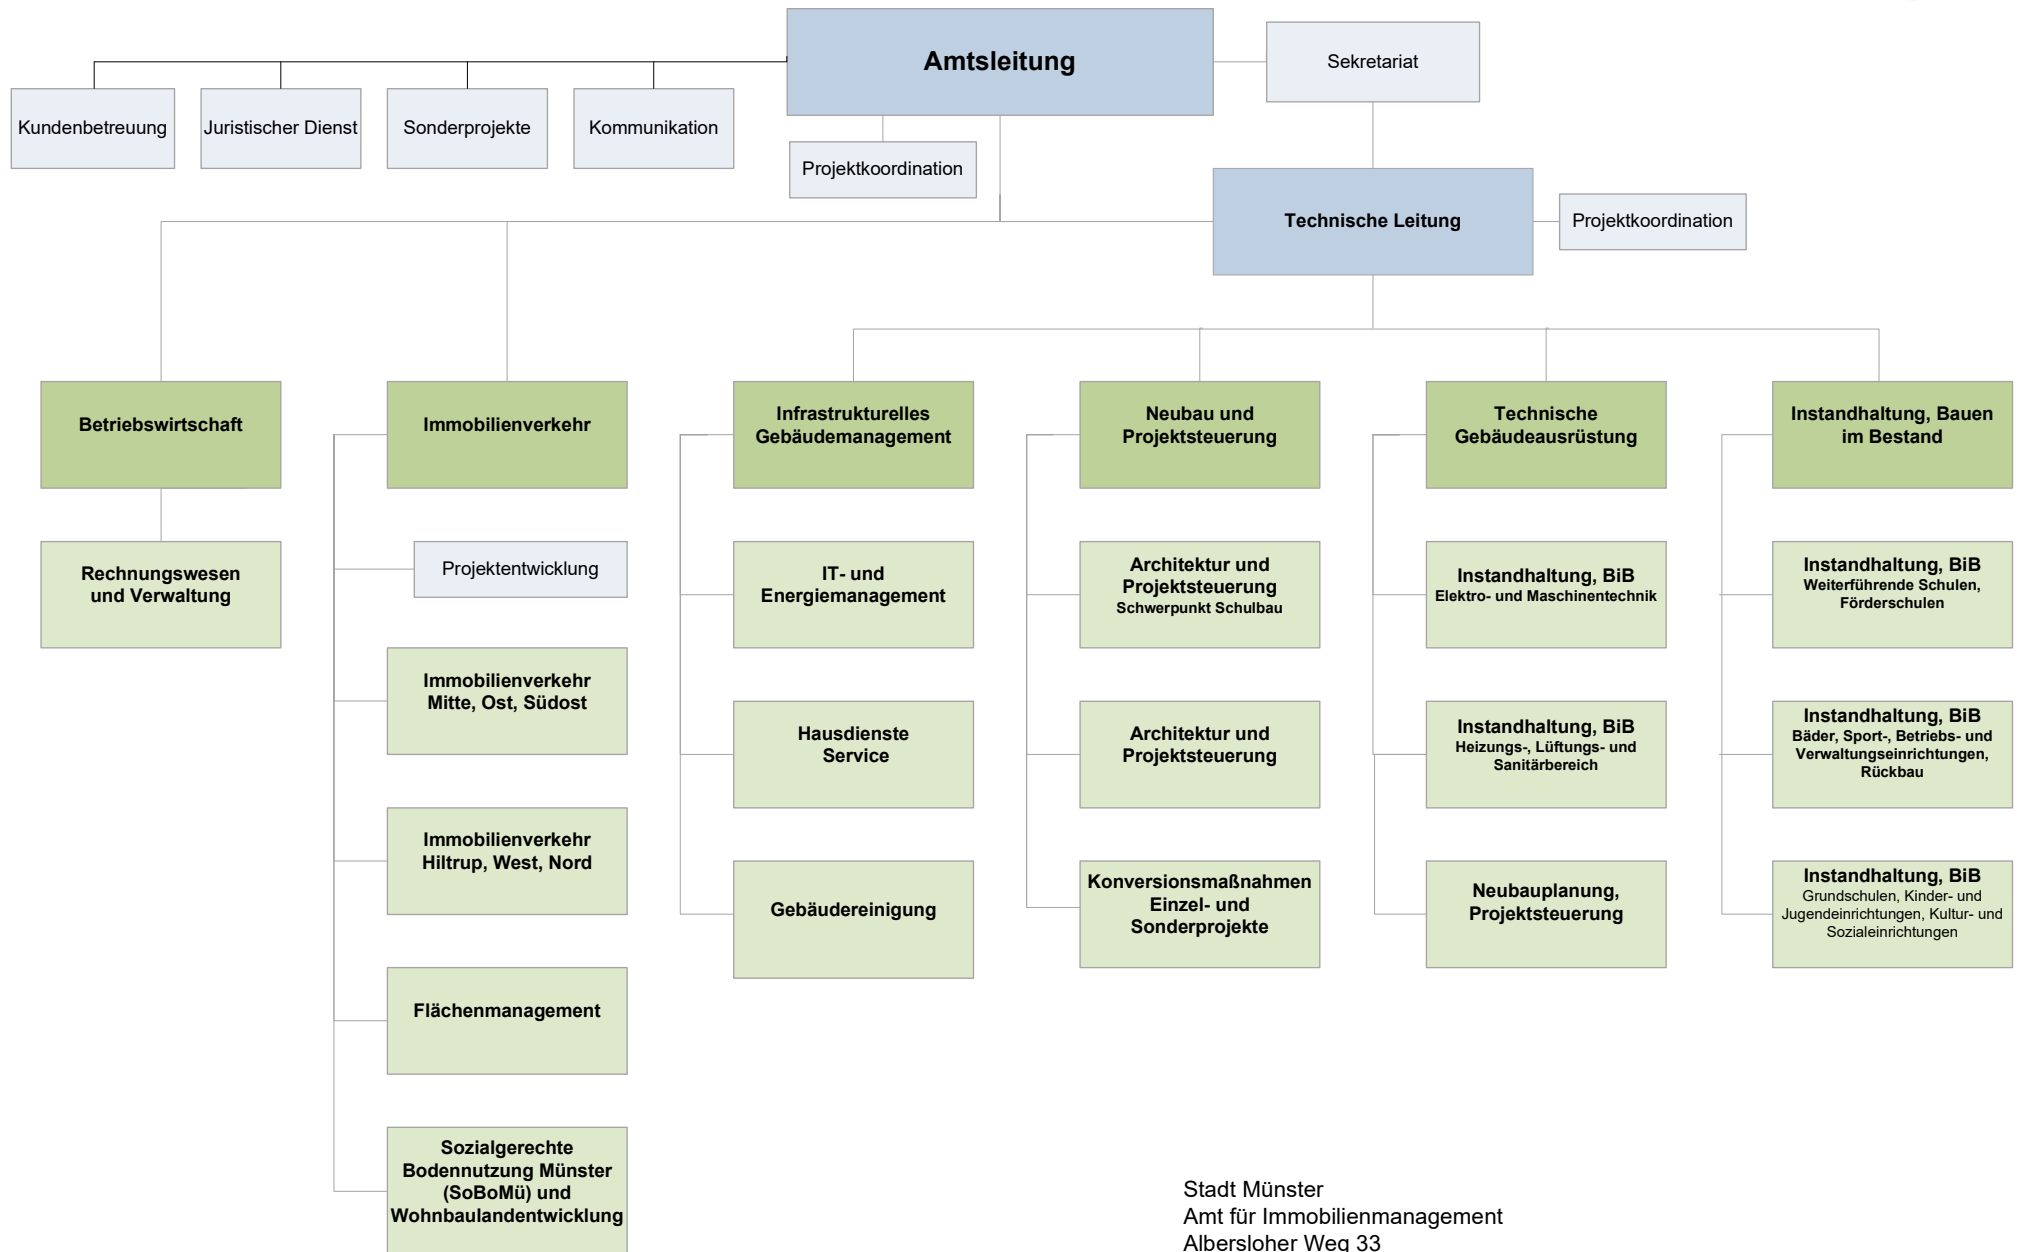 Amtsleitung
Sekretariat
Kundenbetreuung
Juristischer Dienst
Sonderprojekte
Kommunikation
Projektkoordination
Technische Leitung
Projektkoordination
Betriebswirtschaft
Immobilienverkehr
Infrastrukturelles
Gebäudemanagement
Neubau und
Projektsteuerung
Technische
Gebäudeausrüstung
Instandhaltung, Bauen
im Bestand
Rechnungswesen
und Verwaltung
Projektentwicklung
Immobilienverkehr
Mitte, Ost, Südost
Immobilienverkehr
Hiltrup, West, Nord
Flächenmanagement
Sozialgerechte
Bodennutzung Münster
(SoBoMü) und
Wohnbaulandentwicklung
IT- und
Energiemanagement
Hausdienste
Service
Gebäudereinigung
Architektur und
Projektsteuerung
Schwerpunkt Schulbau
Architektur und
Projektsteuerung
Konversionsmaßnahmen
Einzel- und
Sonderprojekte
Instandhaltung, BiB
Elektro- und Maschinentechnik
Instandhaltung, BiB
Heizungs-, Lüftungs- und
Sanitärbereich
Neubauplanung,
Projektsteuerung
Instandhaltung, BiB
Weiterführende Schulen,
Förderschulen
Instandhaltung, BiB
Bäder, Sport-, Betriebs- und
Verwaltungseinrichtungen,
Rückbau
Instandhaltung, BiB
Grundschulen, Kinder- und
Jugendeinrichtungen, Kultur- und
Sozialeinrichtungen
Stadt Münster
Amt für Immobilienmanagement
Albersloher Weg 33